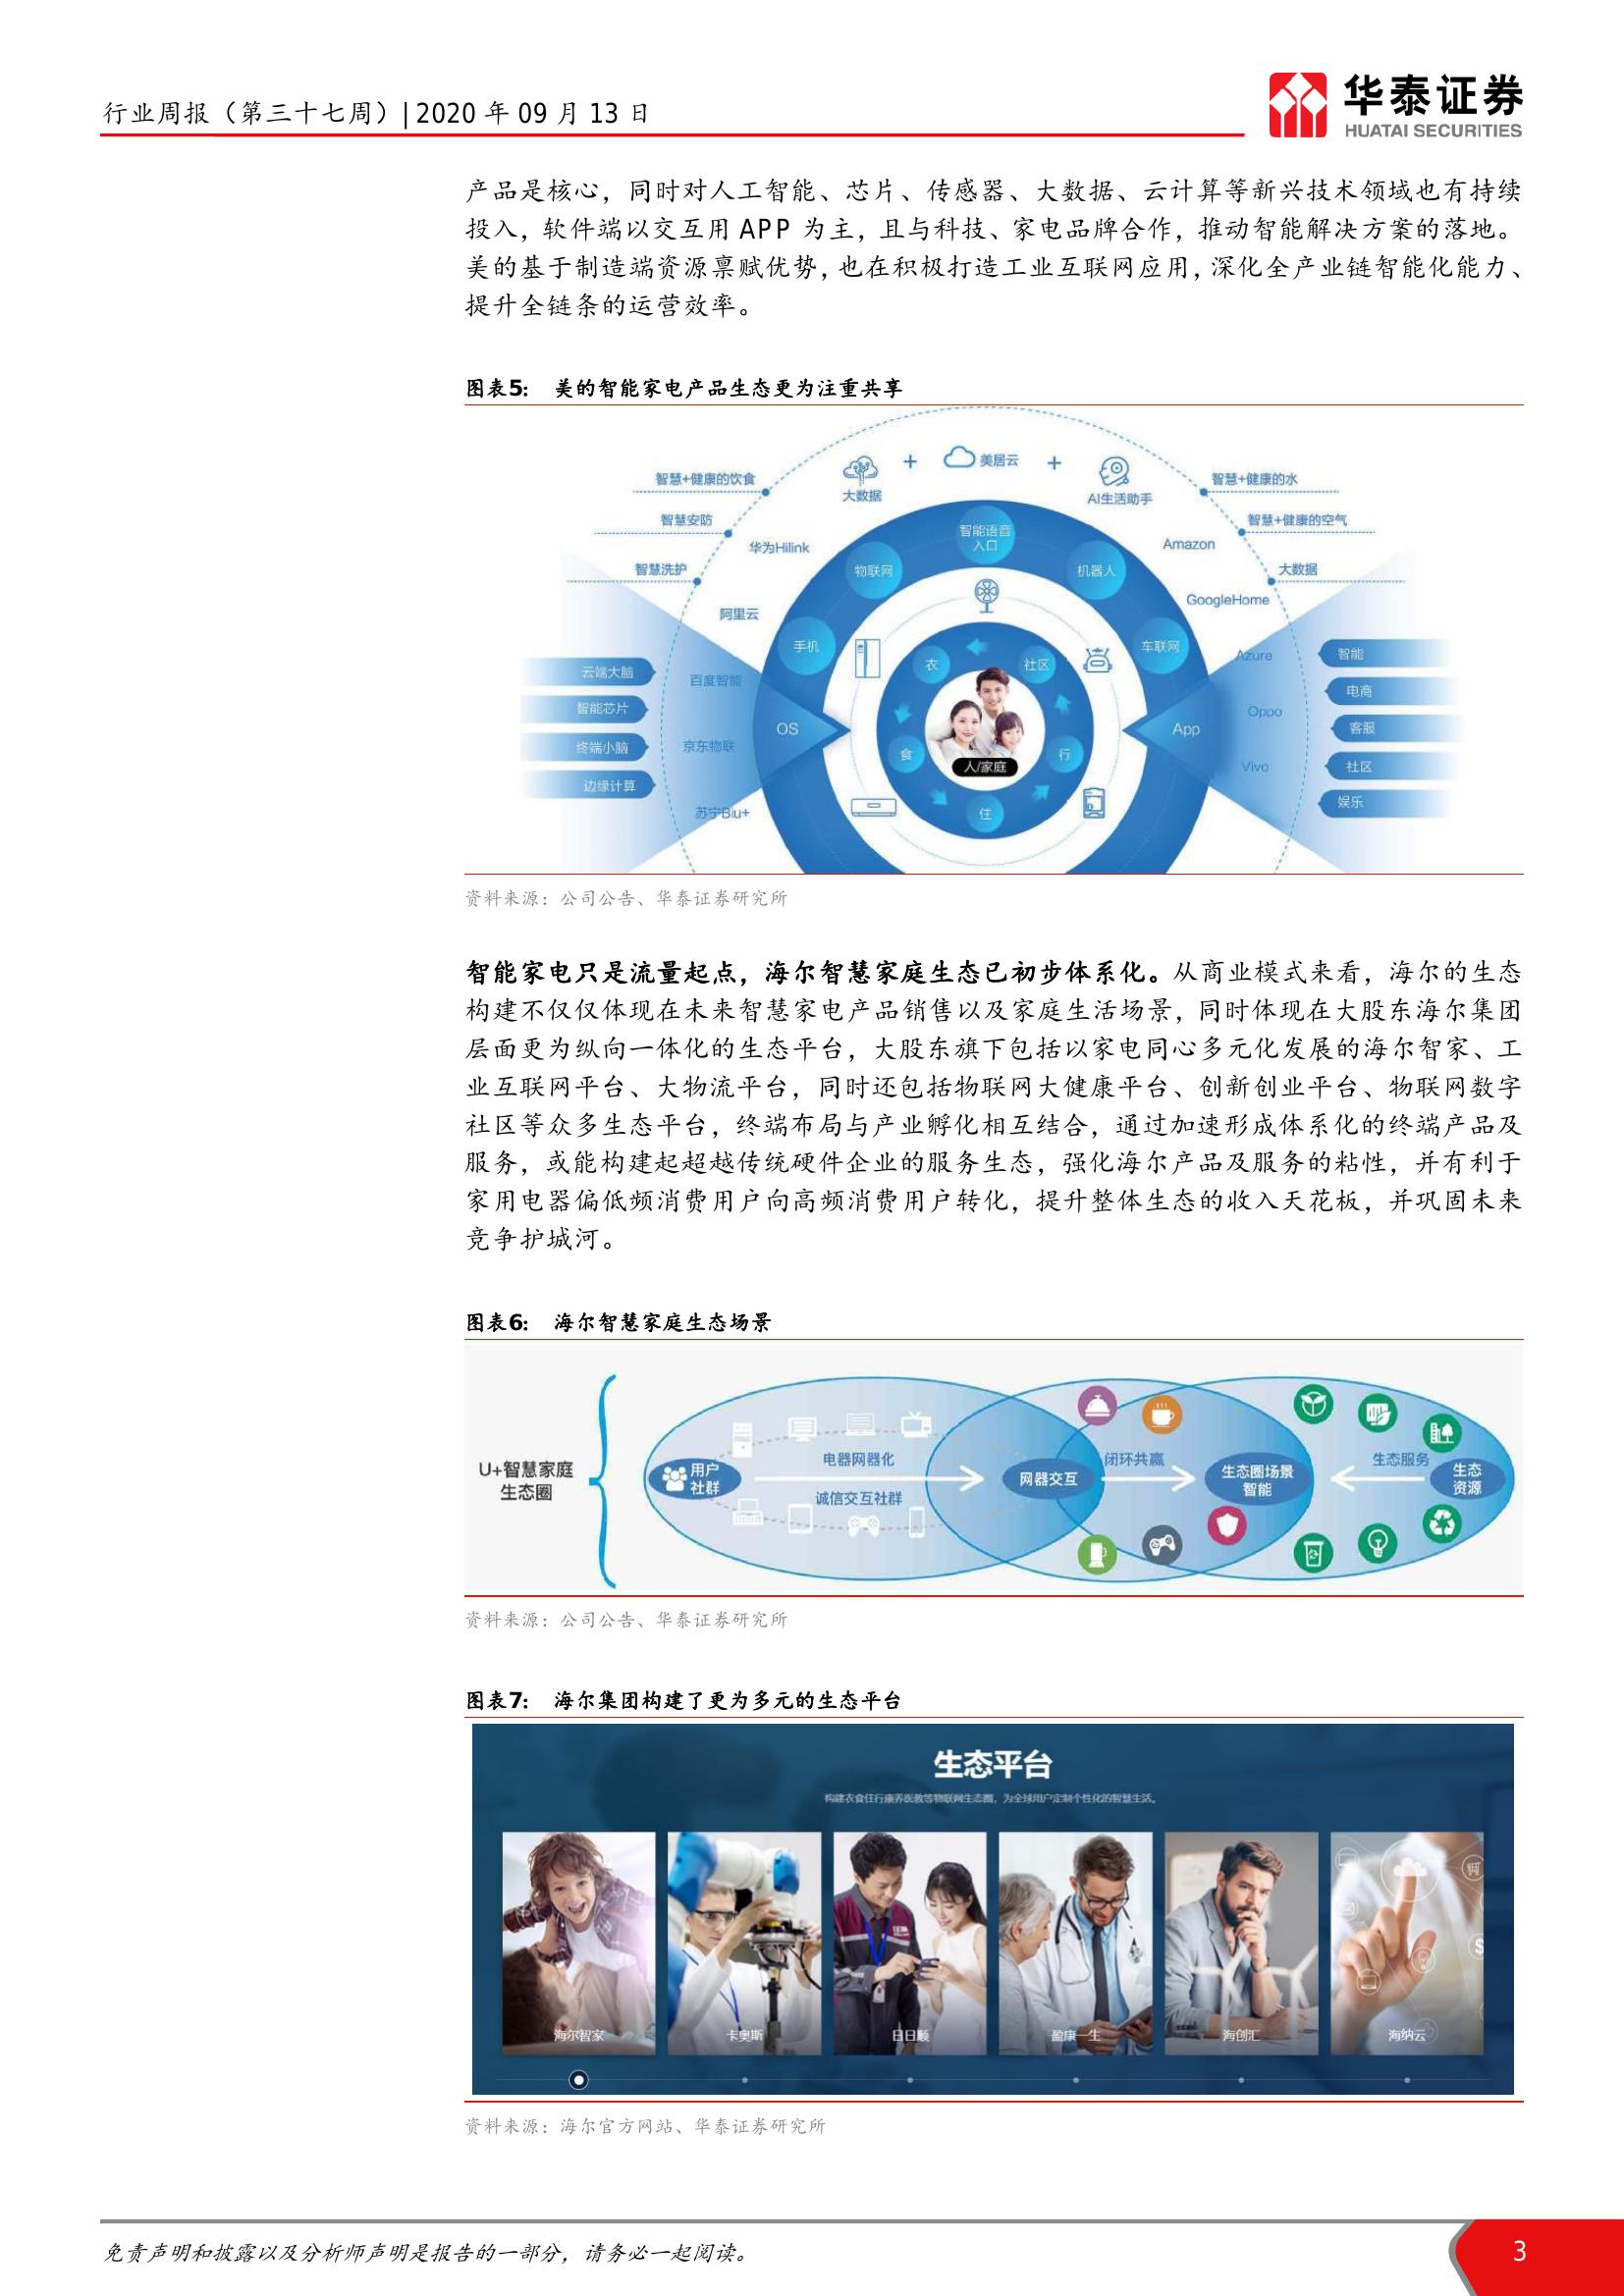 行业周报（第三十七周）| 2020 年 09 月 13 日
华泰证券
HUATAI SECURITIES
产品是核心，同时对人工智能、芯片、传感器、大数据、云计算等新兴技术领域也有持续
投入，软件端以交互用 APP 为主，且与科技、家电品牌合作，推动智能解决方案的落地。
美的基于制造端资源禀赋优势，也在积极打造工业互联网应用，深化全产业链智能化能力、
提升全链条的运营效率。
图表5： 美的智能家电产品生态更为注重共享
大数据 + 美居云 + AI生活助手
智慧+健康的饮食
智慧安防
智慧洗护
智慧+健康的水
智慧+健康的空气
大数据
华为Hilink
阿里云
百度智能
京东物联
苏宁Biu+
Amazon
GoogleHome
Azure
Oppo
Vivo
智能语音
入口
物联网
机器人
手机
车联网
OS
App
云端大脑
智能芯片
终端小脑
边缘计算
智能
电商
客服
社区
娱乐
衣
社区
食
行
住
人/家庭
资料来源：公司公告、华泰证券研究所
智能家电只是流量起点，海尔智慧家庭生态已初步体系化。从商业模式来看，海尔的生态
构建不仅仅体现在未来智慧家电产品销售以及家庭生活场景，同时体现在大股东海尔集团
层面更为纵向一体化的生态平台，大股东旗下包括以家电同心多元化发展的海尔智家、工
业互联网平台、大物流平台，同时还包括物联网大健康平台、创新创业平台、物联网数字
社区等众多生态平台，终端布局与产业孵化相互结合，通过加速形成体系化的终端产品及
服务，或能构建起超越传统硬件企业的服务生态，强化海尔产品及服务的粘性，并有利于
家用电器偏低频消费用户向高频消费用户转化，提升整体生态的收入天花板，并巩固未来
竞争护城河。
图表6： 海尔智慧家庭生态场景
U+智慧家庭
生态圈
用户
社群
电器网器化
诚信交互社群
网器交互
闭环共赢
生态圈场景
智能
生态服务
生态
资源
资料来源：公司公告、华泰证券研究所
图表7： 海尔集团构建了更为多元的生态平台
生态平台
构建衣食住行康养医教等物联网生态圈，为全球用户定制个性化的智慧生活。
海尔智家
卡奥斯
日日顺
盈康一生
海创汇
海纳云
资料来源：海尔官方网站、华泰证券研究所
免责声明和披露以及分析师声明是报告的一部分，请务必一起阅读。
3